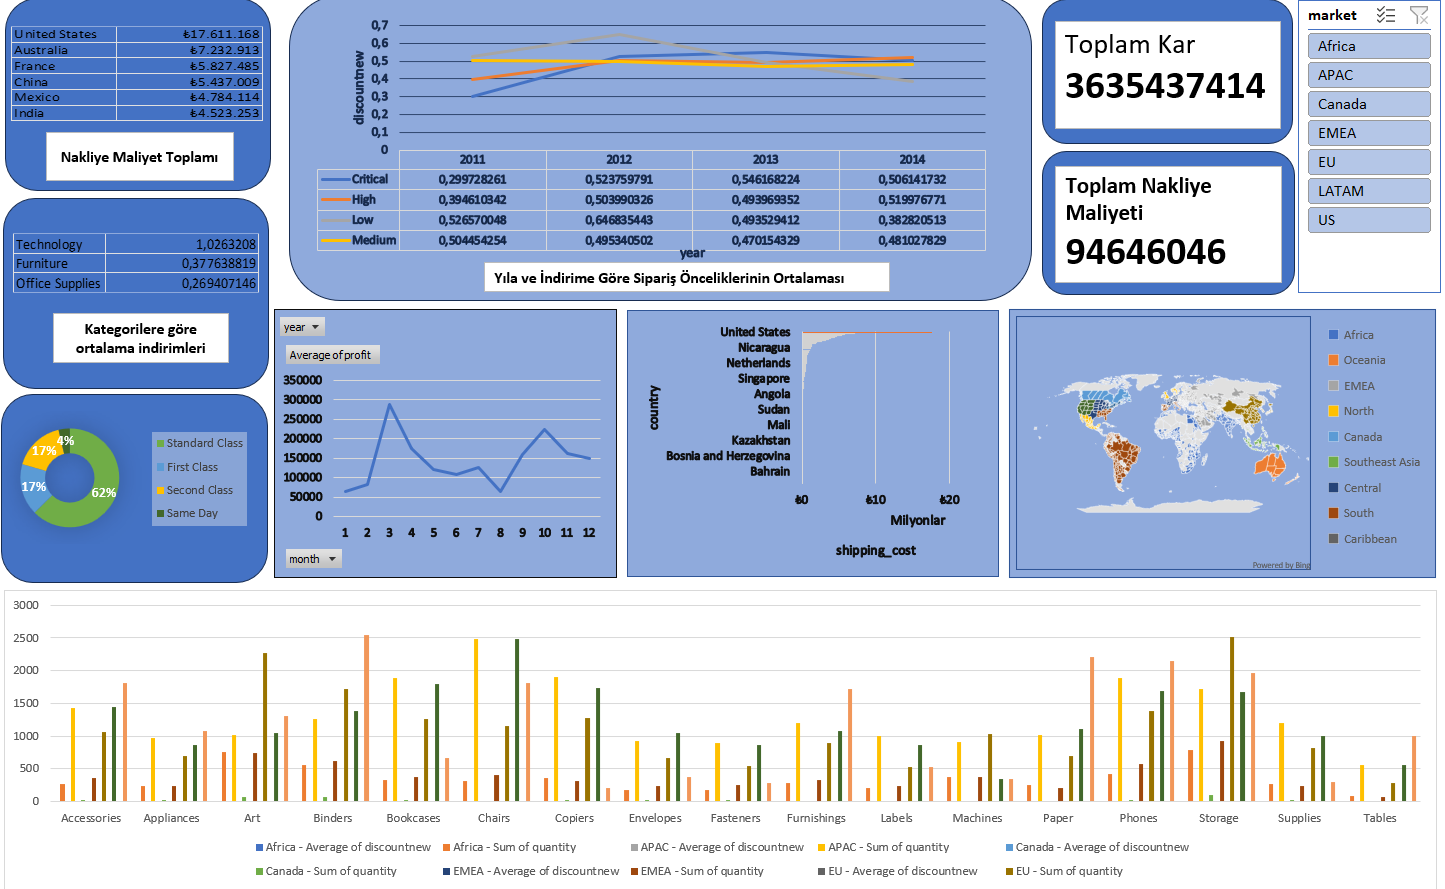 United States ₺17.611.168
Australia ₺7.232.913
France ₺5.827.485
China ₺5.437.009
Mexico ₺4.784.114
India ₺4.523.253
Nakliye Maliyet Toplamı
Technology 1,0263208
Furniture 0,377638819
Office Supplies 0,269407146
Kategorilere göre
ortalama indirimleri
4%
17%
17%
62%
Standard Class
First Class
Second Class
Same Day
discountnew
0,7
0,6
0,5
0,4
0,3
0,2
0,1
0
2011 2012 2013 2014
Critical 0,299728261 0,523759791 0,546168224 0,506141732
High 0,394610342 0,503990326 0,493969352 0,519976771
Low 0,526570048 0,646835443 0,493529412 0,382820513
Medium 0,504454254 0,495340502 0,470154329 0,481027829
year
Yıla ve İndirime Göre Sipariş Önceliklerinin Ortalaması
Toplam Kar
3635437414
Toplam Nakliye
Maliyeti
94646046
market
Africa
APAC
Canada
EMEA
EU
LATAM
US
year
Average of profit
350000
300000
250000
200000
150000
100000
50000
0
1 2 3 4 5 6 7 8 9 10 11 12
month
country
United States
Nicaragua
Netherlands
Singapore
Angola
Sudan
Mali
Kazakhstan
Bosnia and Herzegovina
Bahrain
₺0 ₺10 ₺20
Milyonlar
shipping_cost
Africa
Oceania
EMEA
North
Canada
Southeast Asia
Central
South
Caribbean
Powered by Bing
3000
2500
2000
1500
1000
500
0
Accessories Appliances Art Binders Bookcases Chairs Copiers Envelopes Fasteners Furnishings Labels Machines Paper Phones Storage Supplies Tables
Africa - Average of discountnew Africa - Sum of quantity APAC - Average of discountnew APAC - Sum of quantity Canada - Average of discountnew
Canada - Sum of quantity EMEA - Average of discountnew EMEA - Sum of quantity EU - Average of discountnew EU - Sum of quantity